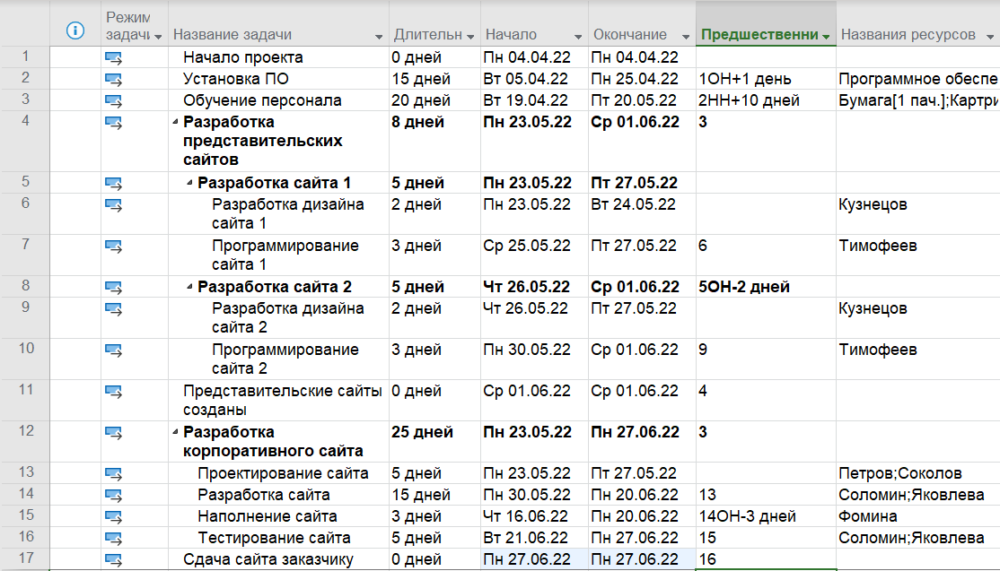 Режим задачи Название задачи Длительн Начало Окончание Предшественни Названия ресурсов
1 Начало проекта 0 дней Пн 04.04.22 Пн 04.04.22
2 Установка ПО 15 дней Вт 05.04.22 Пн 25.04.22 1ОН+1 день Программное обеспе
3 Обучение персонала 20 дней Вт 19.04.22 Пт 20.05.22 2НН+10 дней Бумага[1 пач.];Картри
4 Разработка 8 дней Пн 23.05.22 Ср 01.06.22 3
представительских
сайтов
5 Разработка сайта 1 5 дней Пн 23.05.22 Пт 27.05.22
6 Разработка дизайна 2 дней Пн 23.05.22 Вт 24.05.22 Кузнецов
сайта 1
7 Программирование 3 дней Ср 25.05.22 Пт 27.05.22 6 Тимофеев
сайта 1
8 Разработка сайта 2 5 дней Чт 26.05.22 Ср 01.06.22 5ОН-2 дней
9 Разработка дизайна 2 дней Чт 26.05.22 Пт 27.05.22 Кузнецов
сайта 2
10 Программирование 3 дней Пн 30.05.22 Ср 01.06.22 9 Тимофеев
сайта 2
11 Представительские сайты 0 дней Ср 01.06.22 Ср 01.06.22 4
созданы
12 Разработка 25 дней Пн 23.05.22 Пн 27.06.22 3
корпоративного сайта
13 Проектирование сайта 5 дней Пн 23.05.22 Пт 27.05.22 Петров;Соколов
14 Разработка сайта 15 дней Пн 30.05.22 Пн 20.06.22 13 Соломин;Яковлева
15 Наполнение сайта 3 дней Чт 16.06.22 Пн 20.06.22 14ОН-3 дней Фомина
16 Тестирование сайта 5 дней Вт 21.06.22 Пн 27.06.22 15 Соломин;Яковлева
17 Сдача сайта заказчику 0 дней Пн 27.06.22 Пн 27.06.22 16